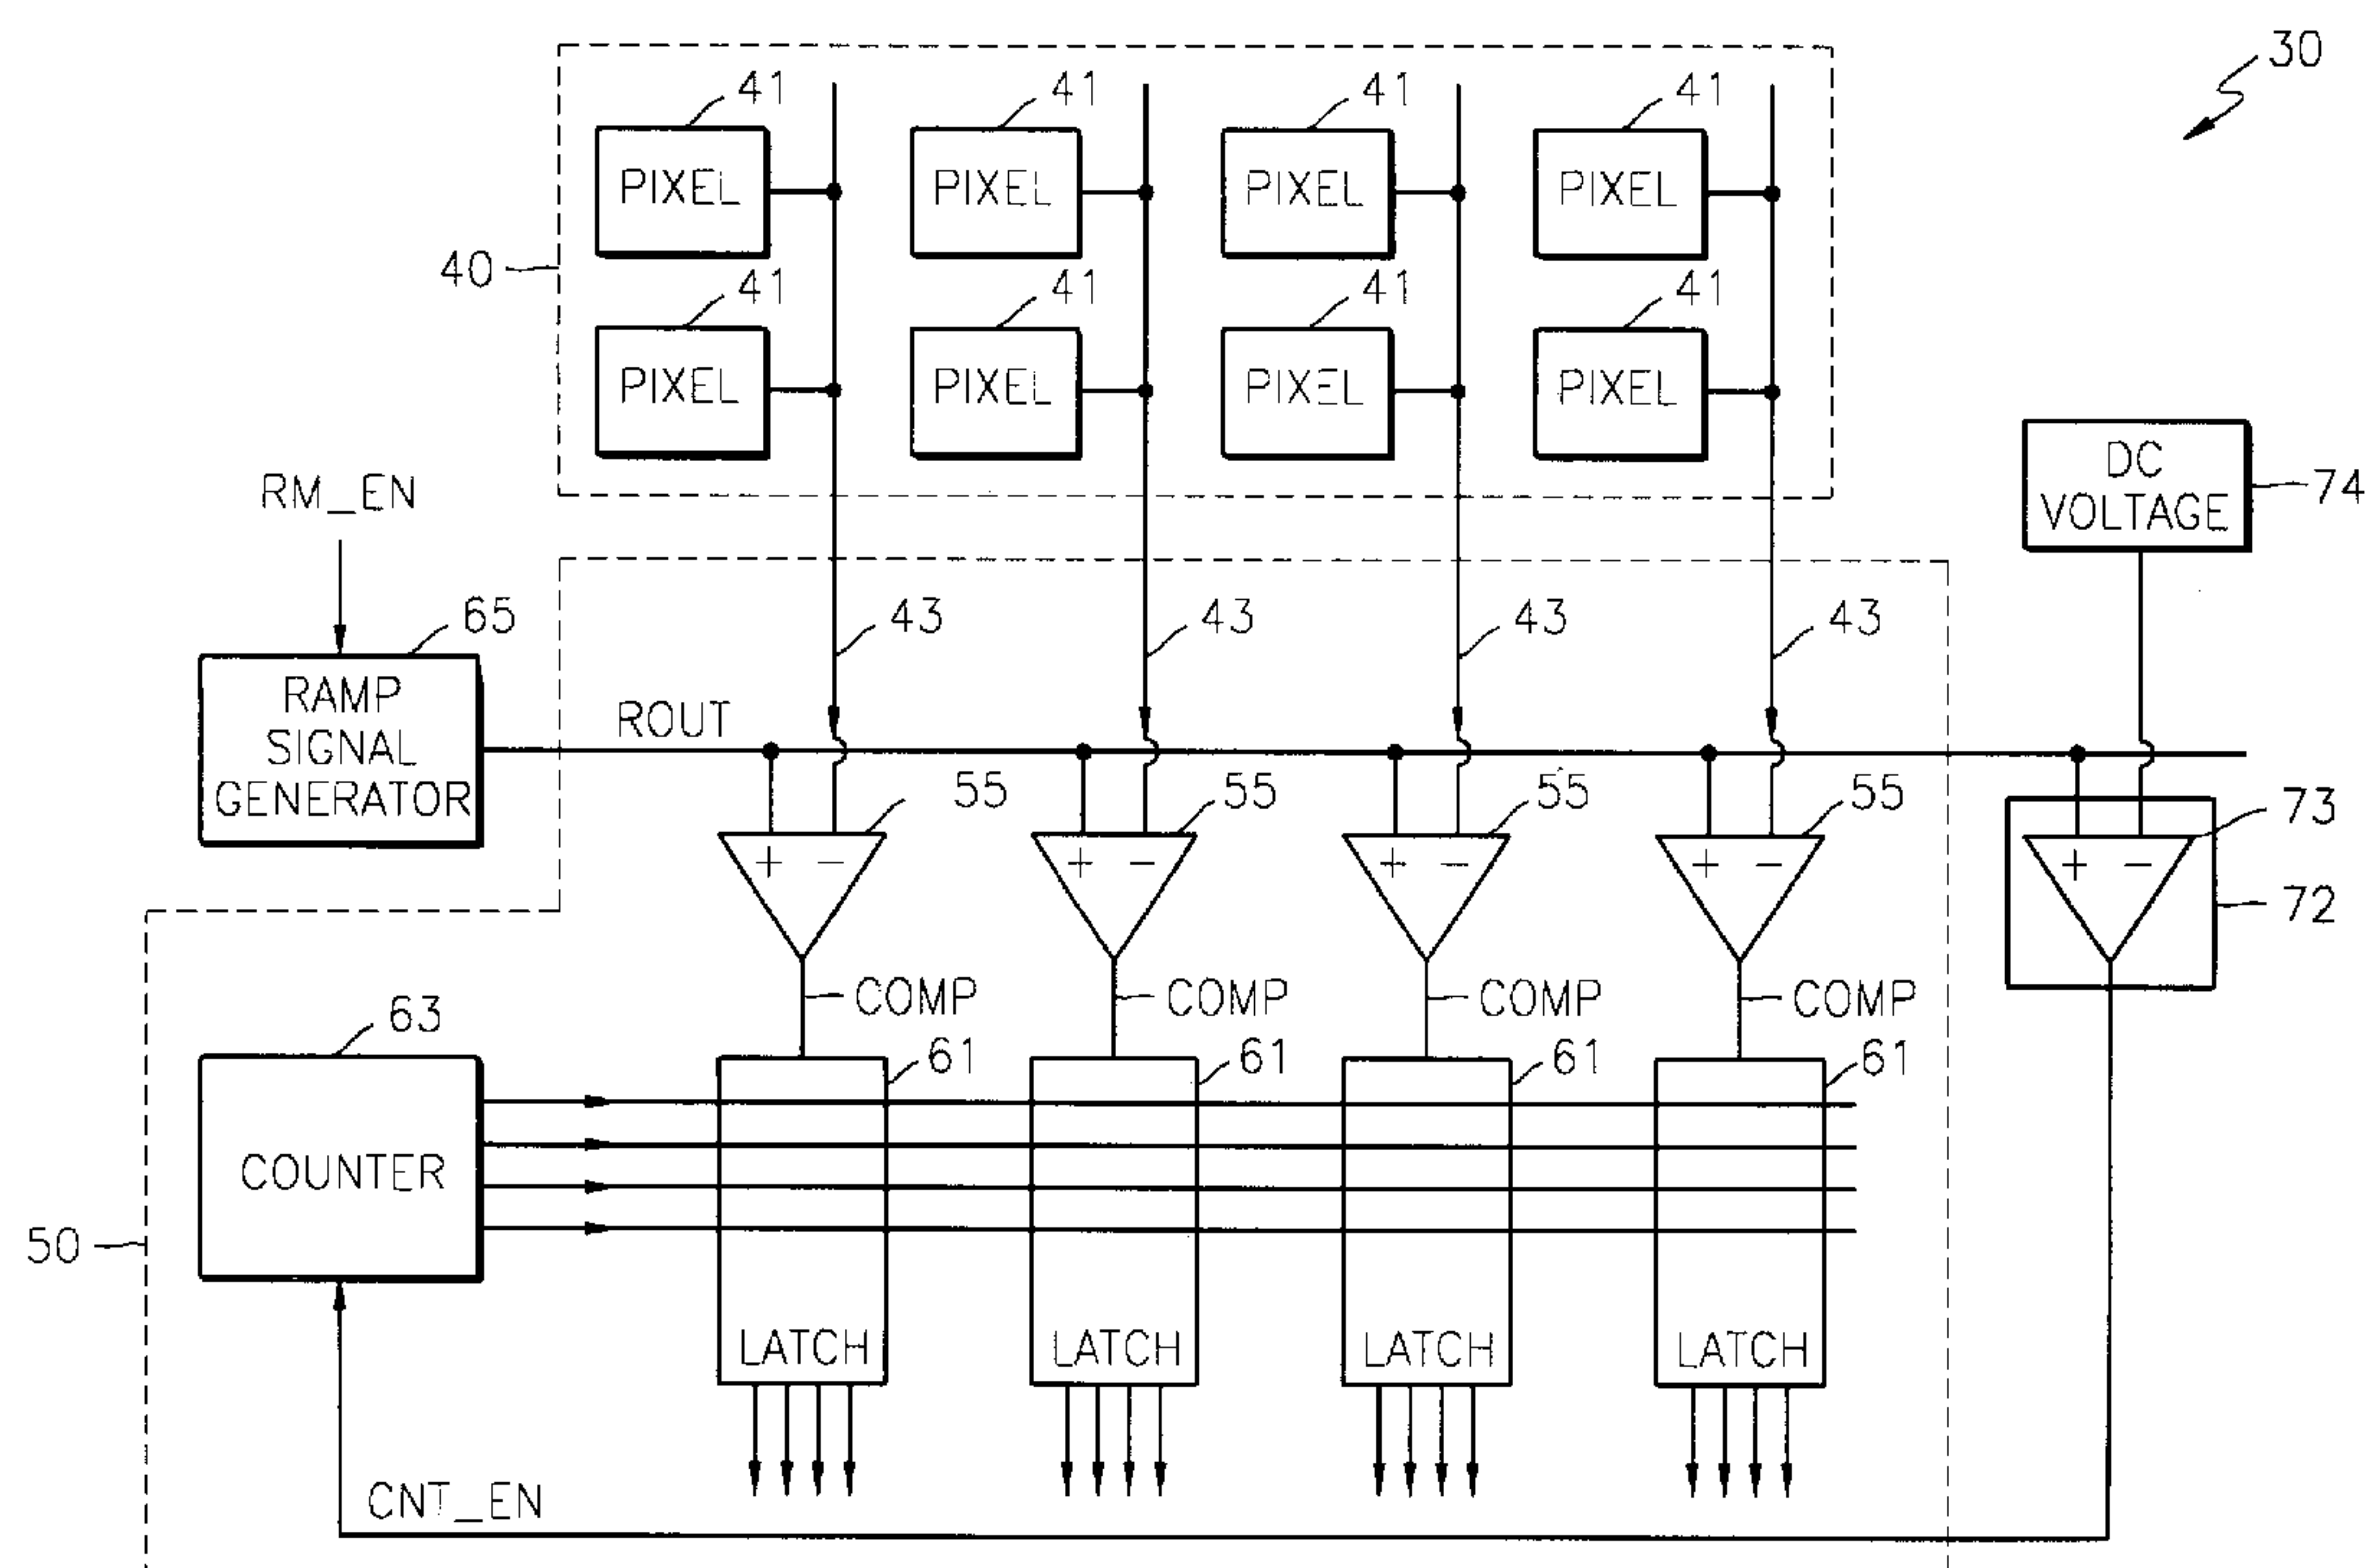 30
41 41 41 41
PIXEL PIXEL PIXEL PIXEL
40
41 41 41 41
PIXEL PIXEL PIXEL PIXEL
DC
VOLTAGE
74
RM_EN
65
43 43 43 43
RAMP
SIGNAL
GENERATOR
ROUT
55 55 55 55
73
+ − + − + − + − + −
72
COMP COMP COMP COMP
63
61 61 61 61
COUNTER
50
LATCH LATCH LATCH LATCH
CNT_EN